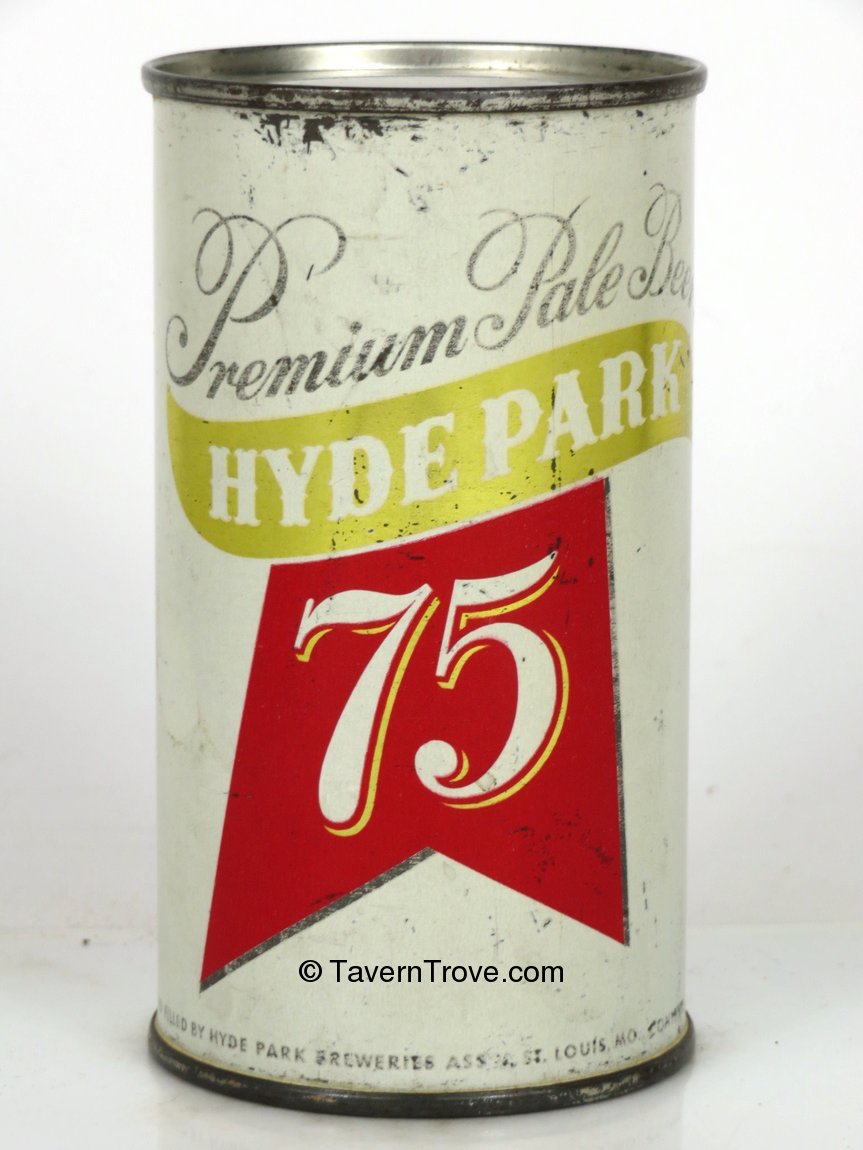 Premium Pale Beer
HYDE PARK
75
© TavernTrove.com
FILLED BY HYDE PARK BREWERIES ASS'N, ST. LOUIS, MO.